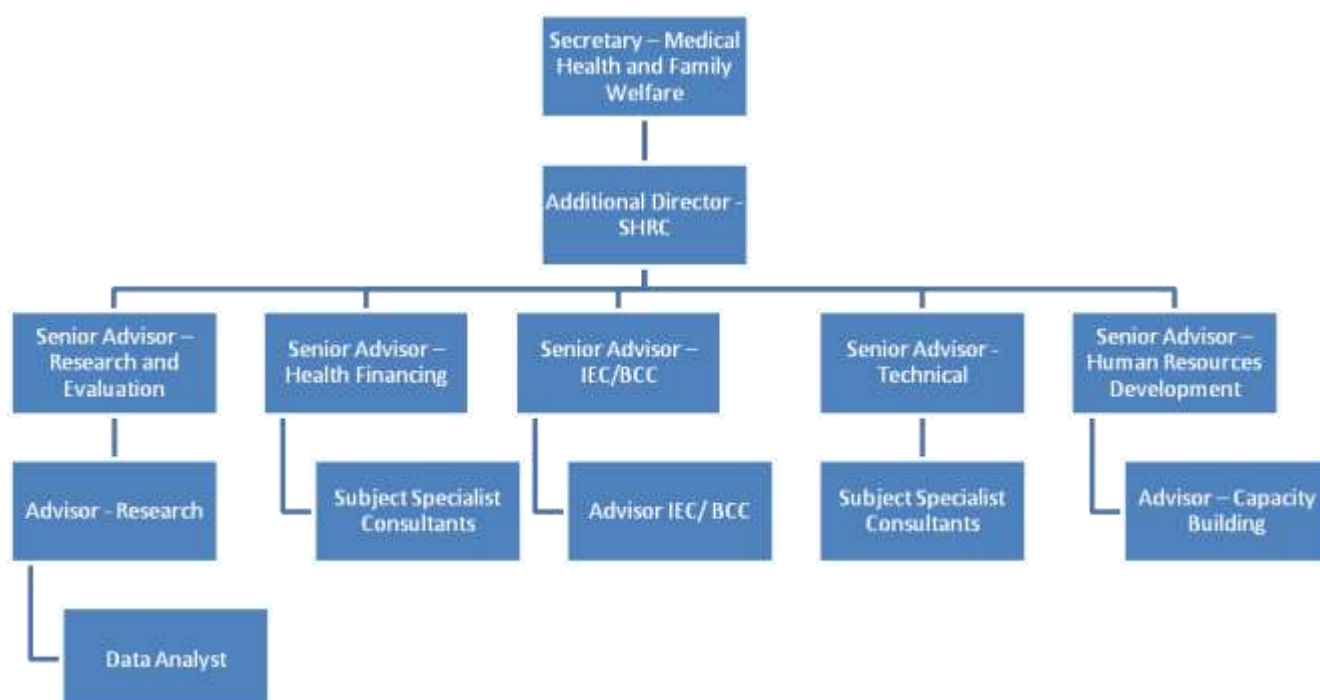 Secretary – Medical
Health and Family
Welfare
Additional Director -
SHRC
Senior Advisor –
Research and
Evaluation
Senior Advisor –
Health Financing
Senior Advisor –
IEC/BCC
Senior Advisor -
Technical
Senior Advisor –
Human Resources
Development
Advisor - Research
Subject Specialist
Consultants
Advisor IEC/ BCC
Subject Specialist
Consultants
Advisor – Capacity
Building
Data Analyst